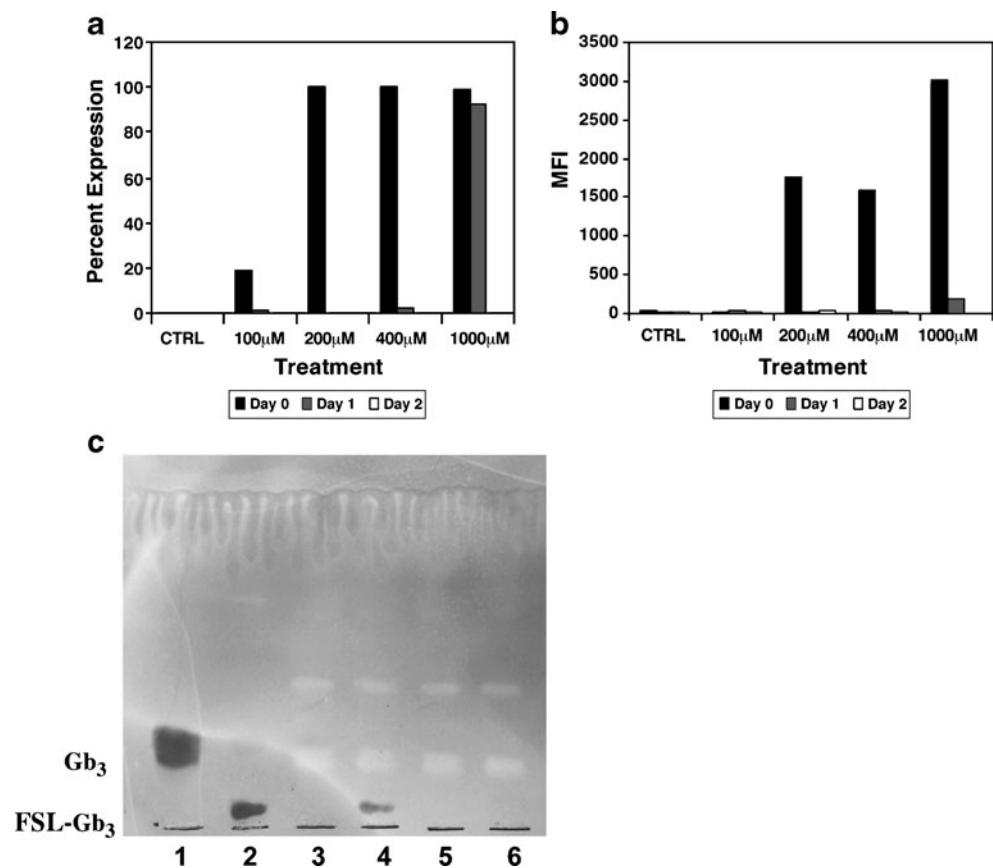 a
120
100
80
60
40
20
0
Percent Expression
CTRL 100μM 200μM 400μM 1000μM
Treatment
Day 0 Day 1 Day 2
b
3500
3000
2500
2000
1500
1000
500
0
MFI
CTRL 100μM 200μM 400μM 1000μM
Treatment
Day 0 Day 1 Day 2
c
Gb3
FSL-Gb3
1 2 3 4 5 6